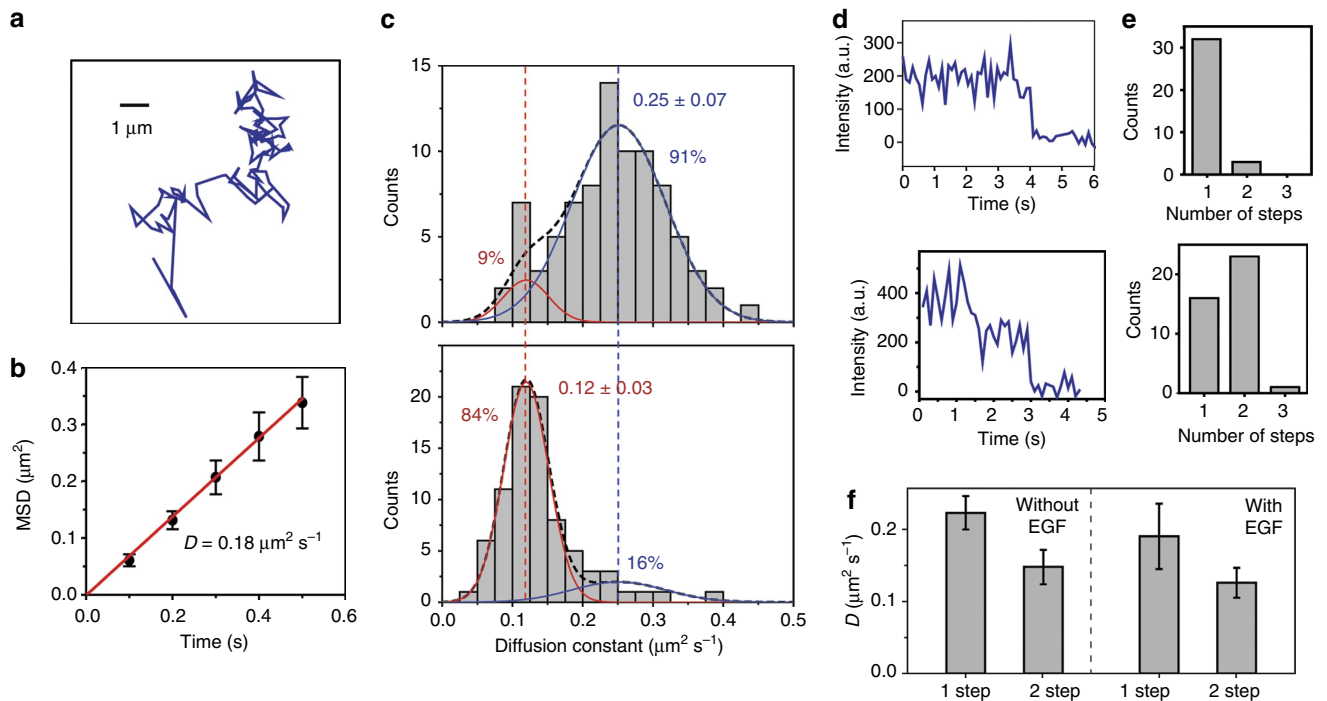 a
1 μm
b
MSD (μm²)
0.4
0.3
0.2
0.1
0.0
D = 0.18 μm² s⁻¹
0.0 0.2 0.4 0.6
Time (s)
c
Counts
15
10
5
0
0.25 ± 0.07
91%
9%
Counts
20
15
10
5
0
0.12 ± 0.03
84%
16%
0.0 0.1 0.2 0.3 0.4 0.5
Diffusion constant (μm² s⁻¹)
d
Intensity (a.u.)
300
200
100
0
0 1 2 3 4 5 6
Time (s)
Intensity (a.u.)
400
200
0
0 1 2 3 4 5
Time (s)
e
Counts
30
20
10
0
1 2 3
Number of steps
Counts
20
10
0
1 2 3
Number of steps
f
D (μm² s⁻¹)
0.2
0.1
0.0
Without
EGF
With
EGF
1 step 2 step 1 step 2 step